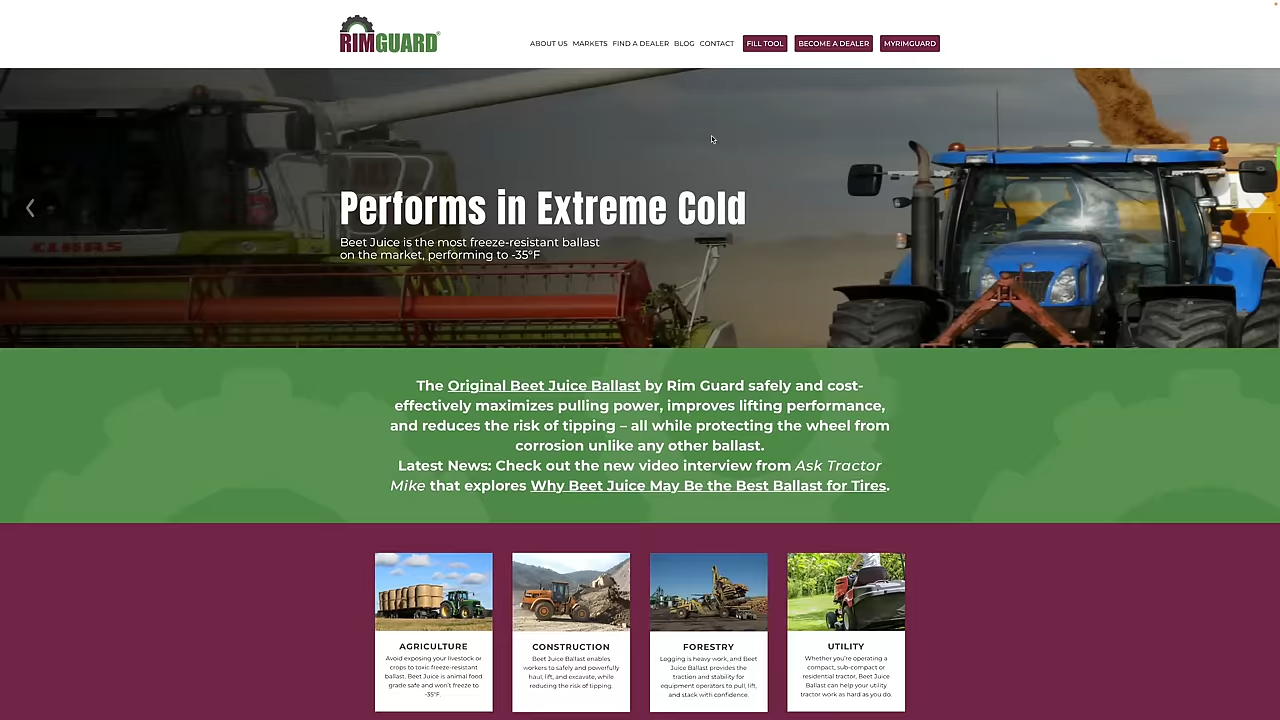 RIMGUARD®
ABOUT US MARKETS FIND A DEALER BLOG CONTACT FILL TOOL BECOME A DEALER MYRIMGUARD
CLAAS
Performs in Extreme Cold
Beet Juice is the most freeze-resistant ballast
on the market, performing to -35°F
The Original Beet Juice Ballast by Rim Guard safely and cost-
effectively maximizes pulling power, improves lifting performance,
and reduces the risk of tipping – all while protecting the wheel from
corrosion unlike any other ballast.
Latest News: Check out the new video interview from Ask Tractor
Mike that explores Why Beet Juice May Be the Best Ballast for Tires.
AGRICULTURE
Avoid exposing your livestock or
crops to toxic freeze-resistant
ballast. Beet Juice is animal food
grade safe and won't freeze to
-35°F.
CONSTRUCTION
Beet Juice Ballast enables
workers to safely and powerfully
haul, lift, and excavate, while
reducing the risk of tipping.
FORESTRY
Logging is heavy work, and Beet
Juice Ballast provides the
traction and stability for
equipment operators to pull, lift,
and stack with confidence.
UTILITY
Whether you're operating a
compact, sub-compact or
residential tractor, Beet Juice
Ballast can help your utility
tractor work as hard as you do.